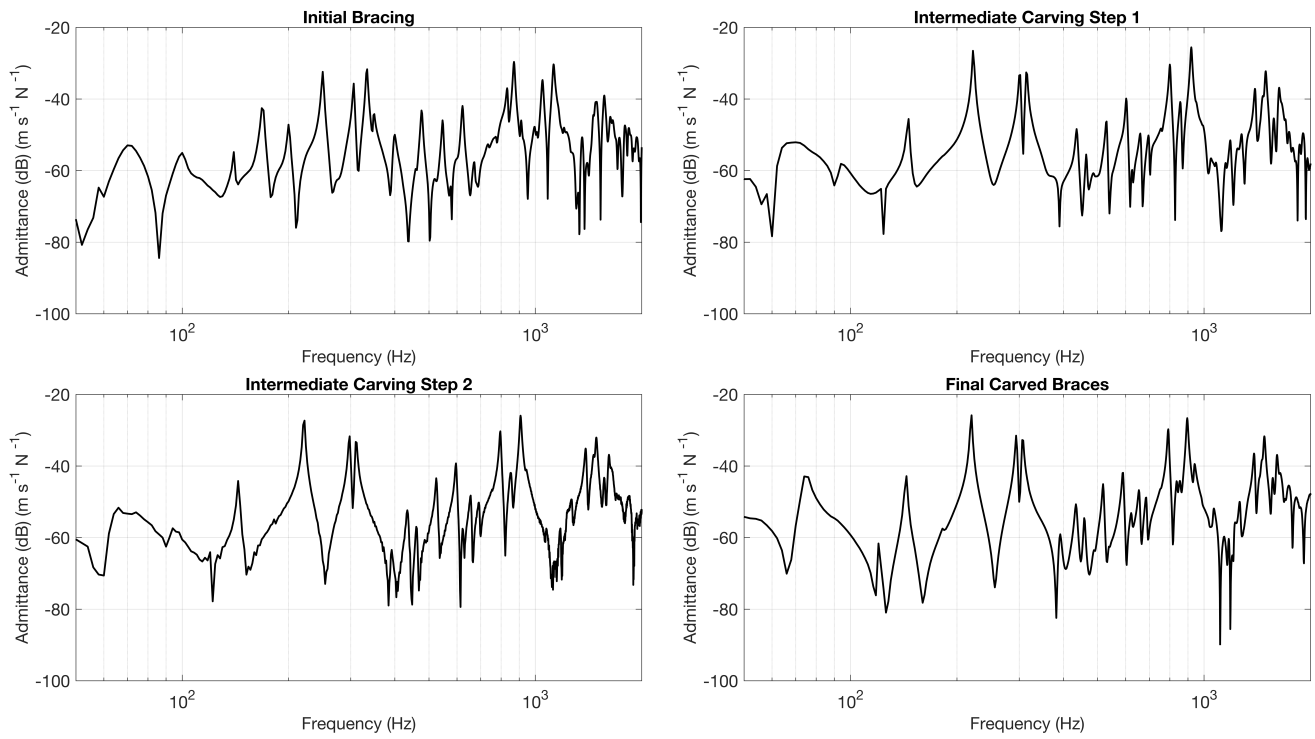 Initial Bracing
-20
-40
-60
-80
-100
Admittance (dB) (m s⁻¹ N⁻¹)
10²
10³
Frequency (Hz)
Intermediate Carving Step 1
-20
-40
-60
-80
-100
Admittance (dB) (m s⁻¹ N⁻¹)
10²
10³
Frequency (Hz)
Intermediate Carving Step 2
-20
-40
-60
-80
-100
Admittance (dB) (m s⁻¹ N⁻¹)
10²
10³
Frequency (Hz)
Final Carved Braces
-20
-40
-60
-80
-100
Admittance (dB) (m s⁻¹ N⁻¹)
10²
10³
Frequency (Hz)